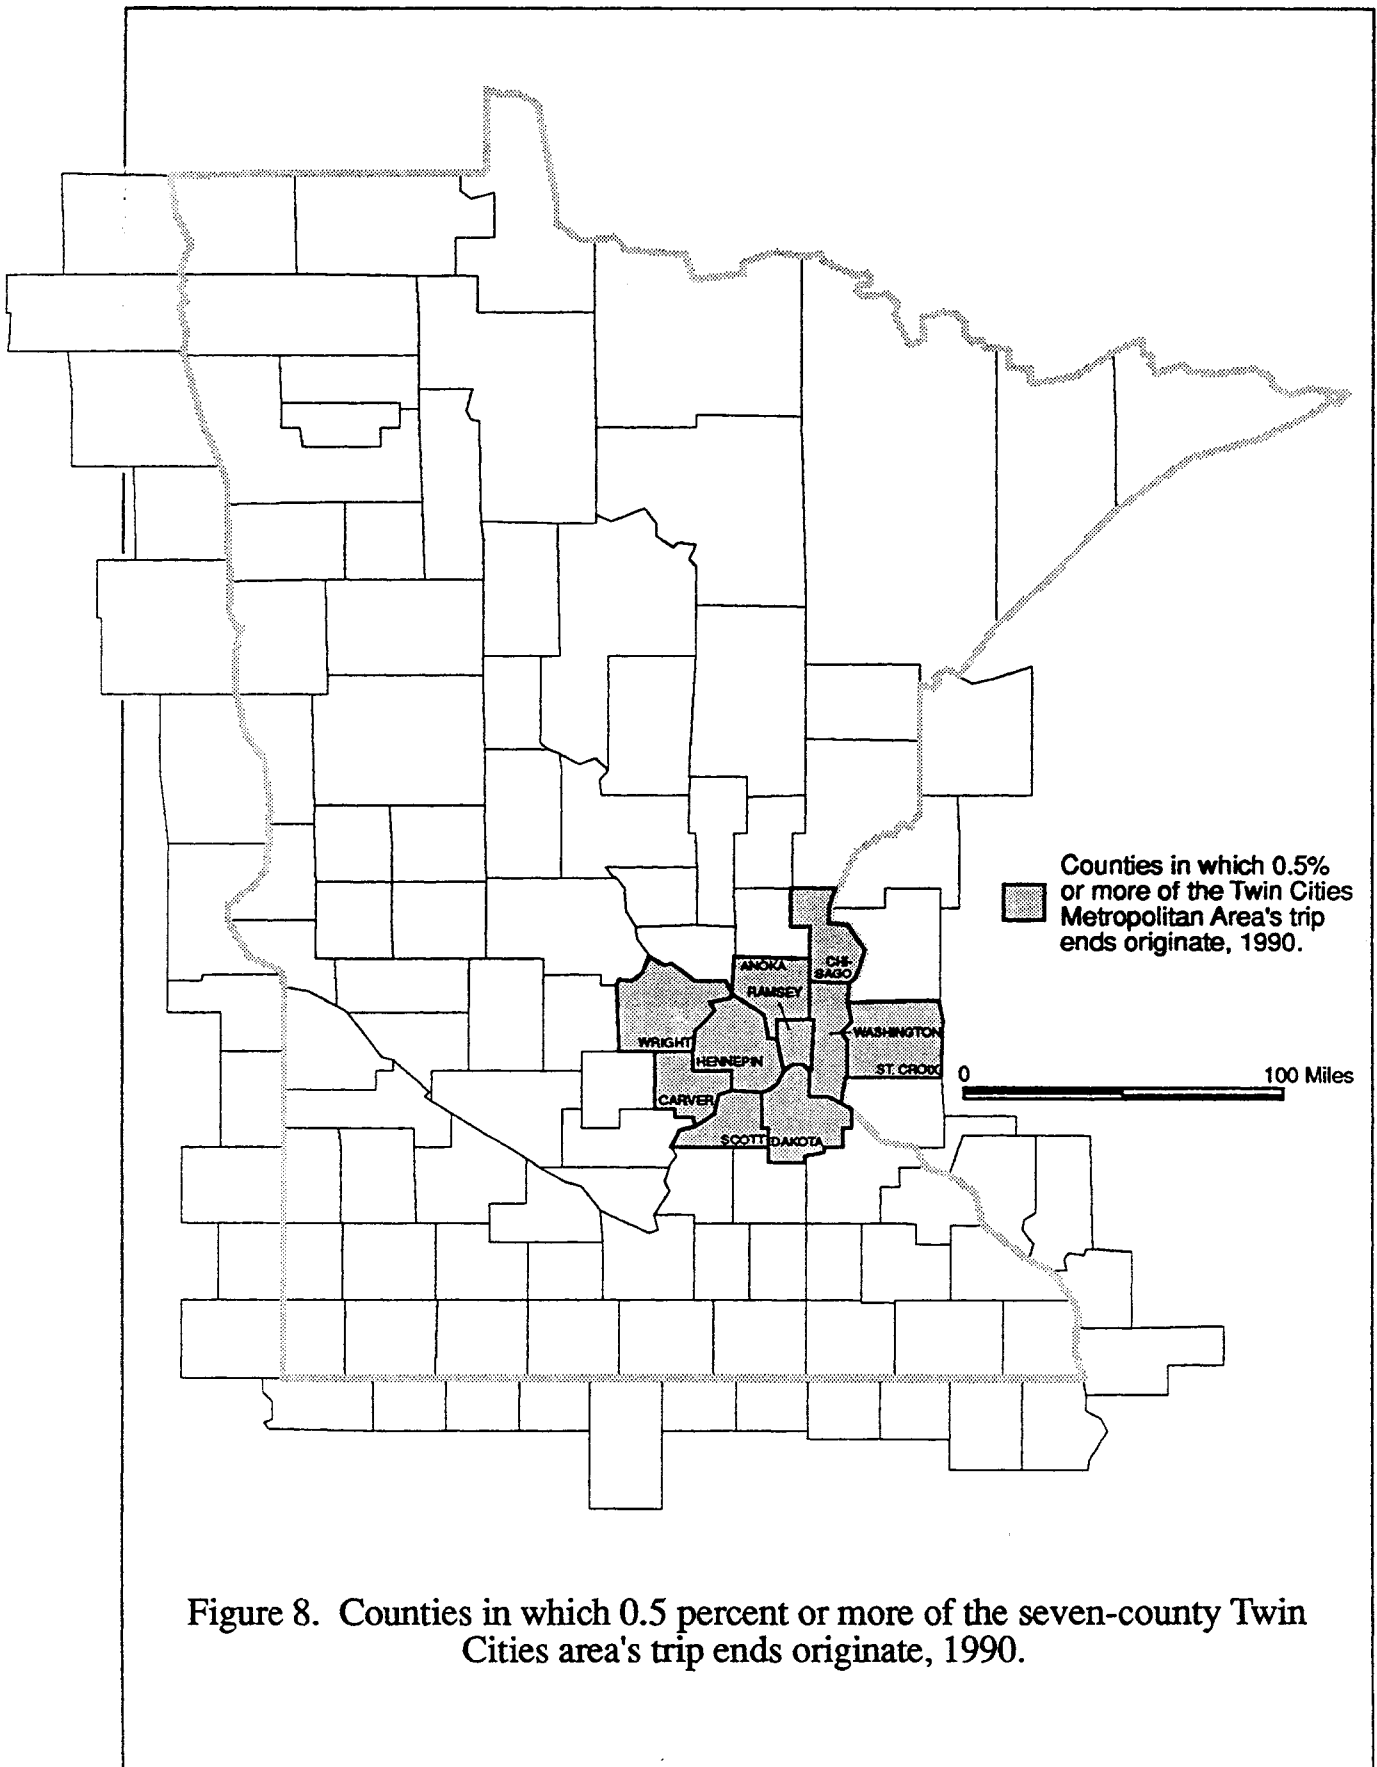 Counties in which 0.5%
or more of the Twin Cities
Metropolitan Area's trip
ends originate, 1990.
ANOKA
CHI-
SAGO
RAMSEY
WASHINGTON
WRIGHT
HENNEPIN
ST. CROIX
0 100 Miles
CARVER
SCOTT
DAKOTA
Figure 8. Counties in which 0.5 percent or more of the seven-county Twin
Cities area's trip ends originate, 1990.